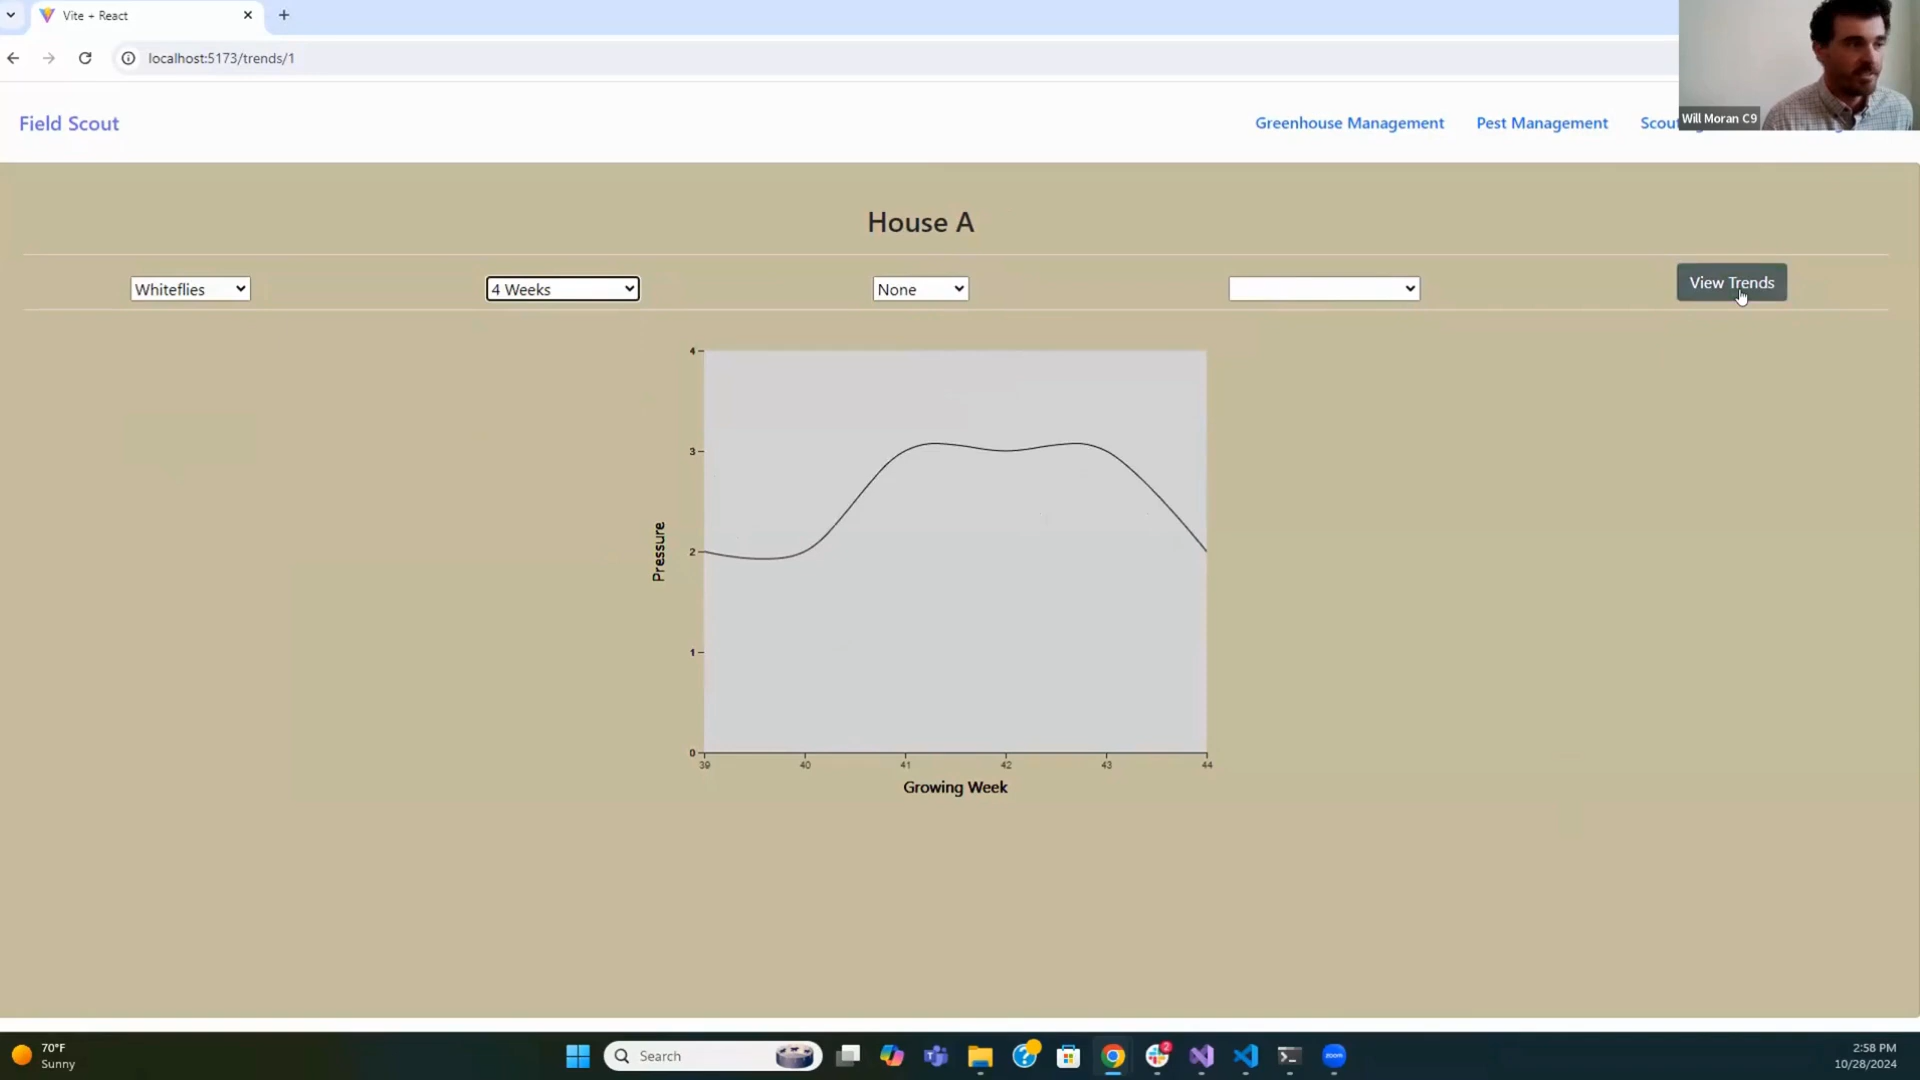 Vite + React
localhost:5173/trends/1
Field Scout
Greenhouse Management
Pest Management
Will Moran C9
House A
Whiteflies
4 Weeks
None
View Trends
4
3
2
1
0
Pressure
39 40 41 42 43 44
Growing Week
70°F
Sunny
Search
2
zoom
2:58 PM
10/28/2024